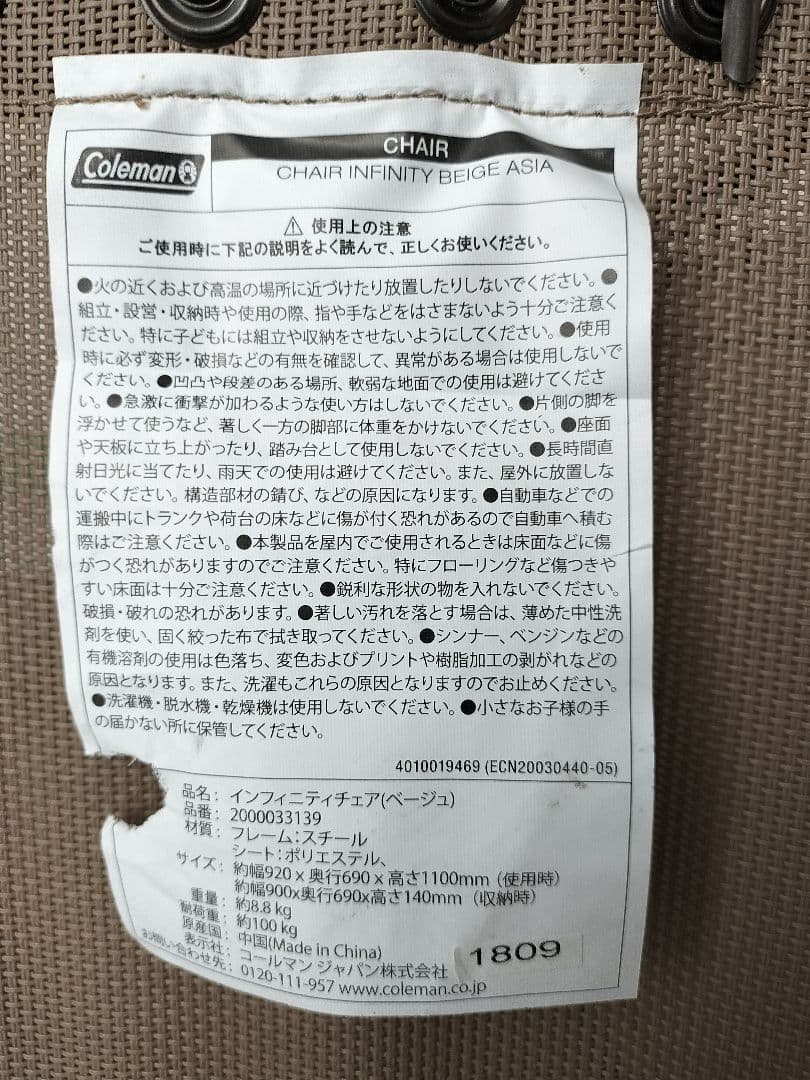 Coleman
CHAIR
CHAIR INFINITY BEIGE ASIA
⚠ 使用上の注意
ご使用時に下記の説明をよく読んで、正しくお使いください。
●火の近くおよび高温の場所に近づけたり放置したりしないでください。●
組立・設営・収納時や使用の際、指や手などをはさまないよう十分ご注意く
ださい。特に子どもには組立や収納をさせないようにしてください。●使用
時に必ず変形・破損などの有無を確認して、異常がある場合は使用しないで
ください。●凹凸や段差のある場所、軟弱な地面での使用は避けてくださ
い。●急激に衝撃が加わるような使い方はしないでください。●片側の脚を
浮かせて使うなど、著しく一方の脚部に体重をかけないでください。●座面
や天板に立ち上がったり、踏み台として使用しないでください。●長時間直
射日光に当てたり、雨天での使用は避けてください。また、屋外に放置しな
いでください。構造部材の錆び、などの原因になります。●自動車などでの
運搬中にトランクや荷台の床などに傷が付く恐れがあるので自動車へ積む
際はご注意ください。●本製品を屋内でご使用されるときは床面などに傷
がつく恐れがありますのでご注意ください。特にフローリングなど傷つきや
すい床面は十分ご注意ください。●鋭利な形状の物を入れないでください。
破損・破れの恐れがあります。●著しい汚れを落とす場合は、薄めた中性洗
剤を使い、固く絞った布で拭き取ってください。●シンナー、ベンジンなどの
有機溶剤の使用は色落ち、変色およびプリントや樹脂加工の剥がれなどの
原因となります。また、洗濯もこれらの原因となりますのでお止めください。
●洗濯機・脱水機・乾燥機は使用しないでください。●小さなお子様の手
の届かない所に保管してください。
4010019469 (ECN20030440-05)
品名: インフィニティチェア(ベージュ)
品番: 2000033139
材質: フレーム:スチール
シート:ポリエステル、
サイズ: 約幅920 x 奥行690 x 高さ1100mm (使用時)
約幅900x奥行690x高さ140mm (収納時)
重量: 約8.8 kg
耐荷重: 約100 kg
原産国: 中国(Made in China)
表示社: コールマン ジャパン株式会社
お問い合わせ先: 0120-111-957 www.coleman.co.jp
1809